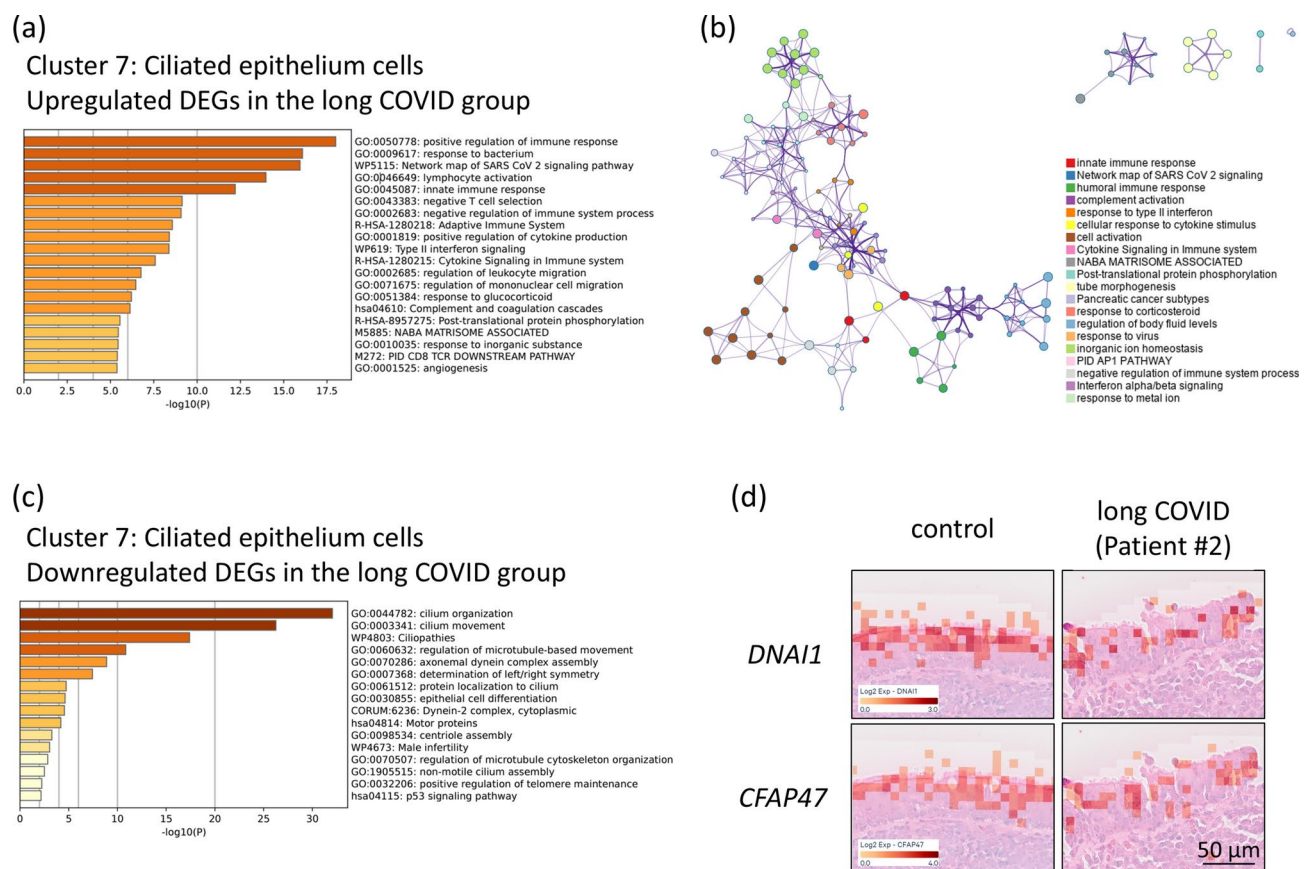 (a)
Cluster 7: Ciliated epithelium cells
Upregulated DEGs in the long COVID group
GO:0050778: positive regulation of immune response
GO:0009617: response to bacterium
WP5115: Network map of SARS CoV 2 signaling pathway
GO:0046649: lymphocyte activation
GO:0045087: innate immune response
GO:0043383: negative T cell selection
GO:0002683: negative regulation of immune system process
R-HSA-1280218: Adaptive Immune System
GO:0001819: positive regulation of cytokine production
WP619: Type II interferon signaling
R-HSA-1280215: Cytokine Signaling in Immune system
GO:0002685: regulation of leukocyte migration
GO:0071675: regulation of mononuclear cell migration
GO:0051384: response to glucocorticoid
hsa04610: Complement and coagulation cascades
R-HSA-8957275: Post-translational protein phosphorylation
M5885: NABA MATRISOME ASSOCIATED
GO:0010035: response to inorganic substance
M272: PID CD8 TCR DOWNSTREAM PATHWAY
GO:0001525: angiogenesis
0.0 2.5 5.0 7.5 10.0 12.5 15.0 17.5
-log10(P)
(b)
innate immune response
Network map of SARS CoV 2 signaling
humoral immune response
complement activation
response to type II interferon
cellular response to cytokine stimulus
cell activation
Cytokine Signaling in Immune system
NABA MATRISOME ASSOCIATED
Post-translational protein phosphorylation
tube morphogenesis
Pancreatic cancer subtypes
response to corticosteroid
regulation of body fluid levels
response to virus
inorganic ion homeostasis
PID AP1 PATHWAY
negative regulation of immune system process
Interferon alpha/beta signaling
response to metal ion
(c)
Cluster 7: Ciliated epithelium cells
Downregulated DEGs in the long COVID group
GO:0044782: cilium organization
GO:0003341: cilium movement
WP4803: Ciliopathies
GO:0060632: regulation of microtubule-based movement
GO:0070286: axonemal dynein complex assembly
GO:0007368: determination of left/right symmetry
GO:0061512: protein localization to cilium
GO:0030855: epithelial cell differentiation
CORUM:6236: Dynein-2 complex, cytoplasmic
hsa04814: Motor proteins
GO:0098534: centriole assembly
WP4673: Male infertility
GO:0070507: regulation of microtubule cytoskeleton organization
GO:1905515: non-motile cilium assembly
GO:0032206: positive regulation of telomere maintenance
hsa04115: p53 signaling pathway
0 5 10 15 20 25 30
-log10(P)
(d)
control
long COVID
(Patient #2)
DNAI1
Log2 Exp - DNAI1
0.0 3.0
CFAP47
Log2 Exp - CFAP47
0.0 4.0
50 µm